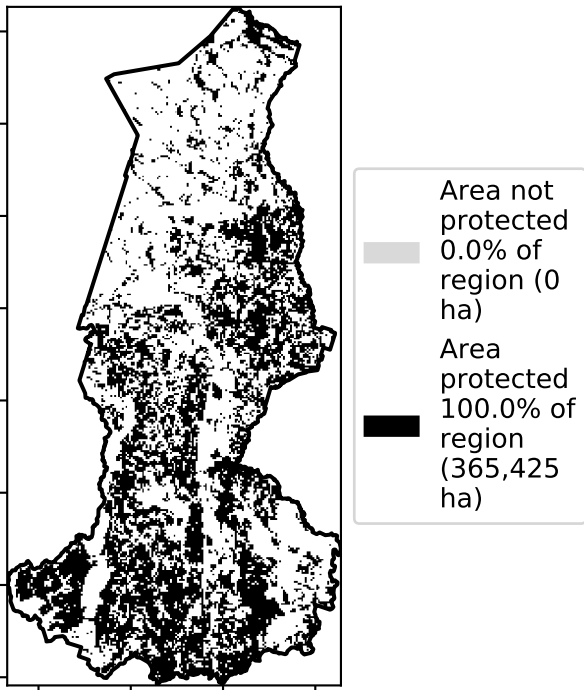 Area not
protected
0.0% of
region (0
ha)
Area
protected
100.0% of
region
(365,425
ha)